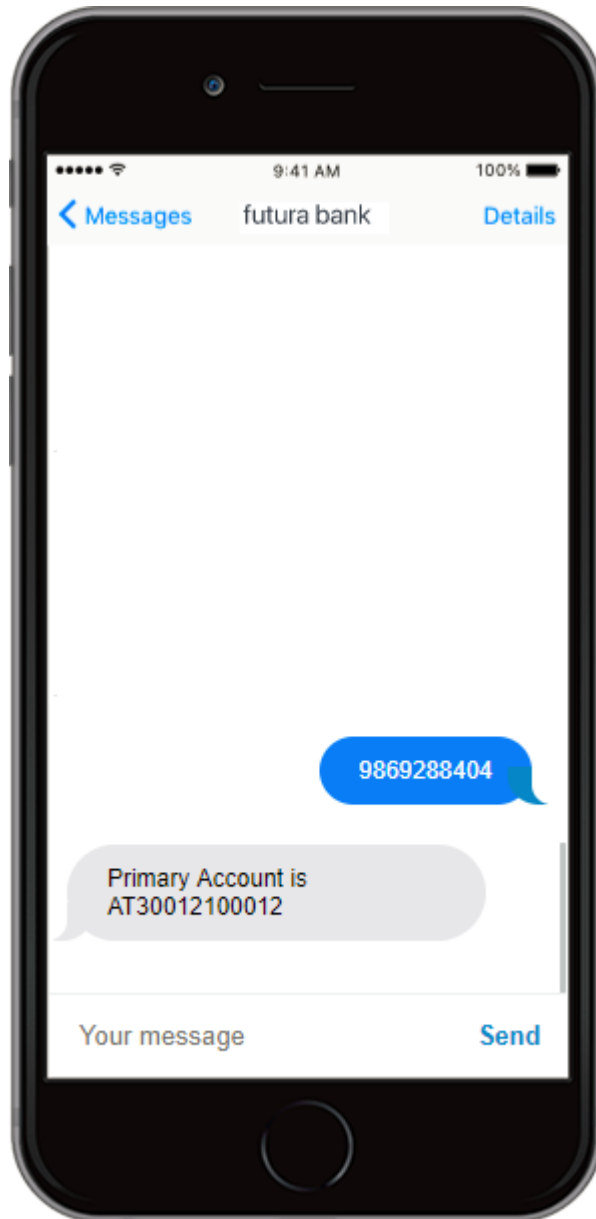 9:41 AM
100%
Messages
futura bank
Details
9869288404
Primary Account is
AT30012100012
Your message
Send